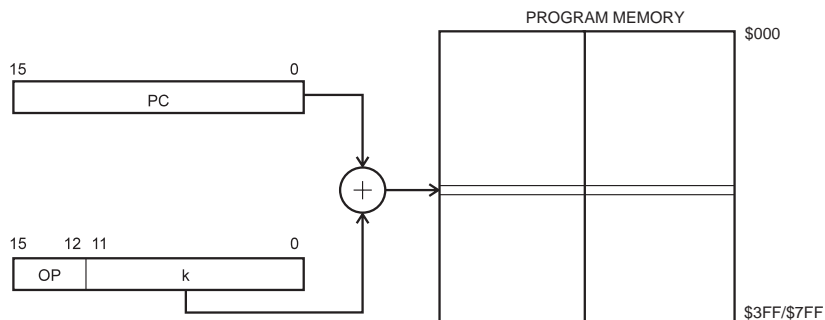 PROGRAM MEMORY
$000
15 0
PC
+
15 12 11 0
OP k
$3FF/$7FF